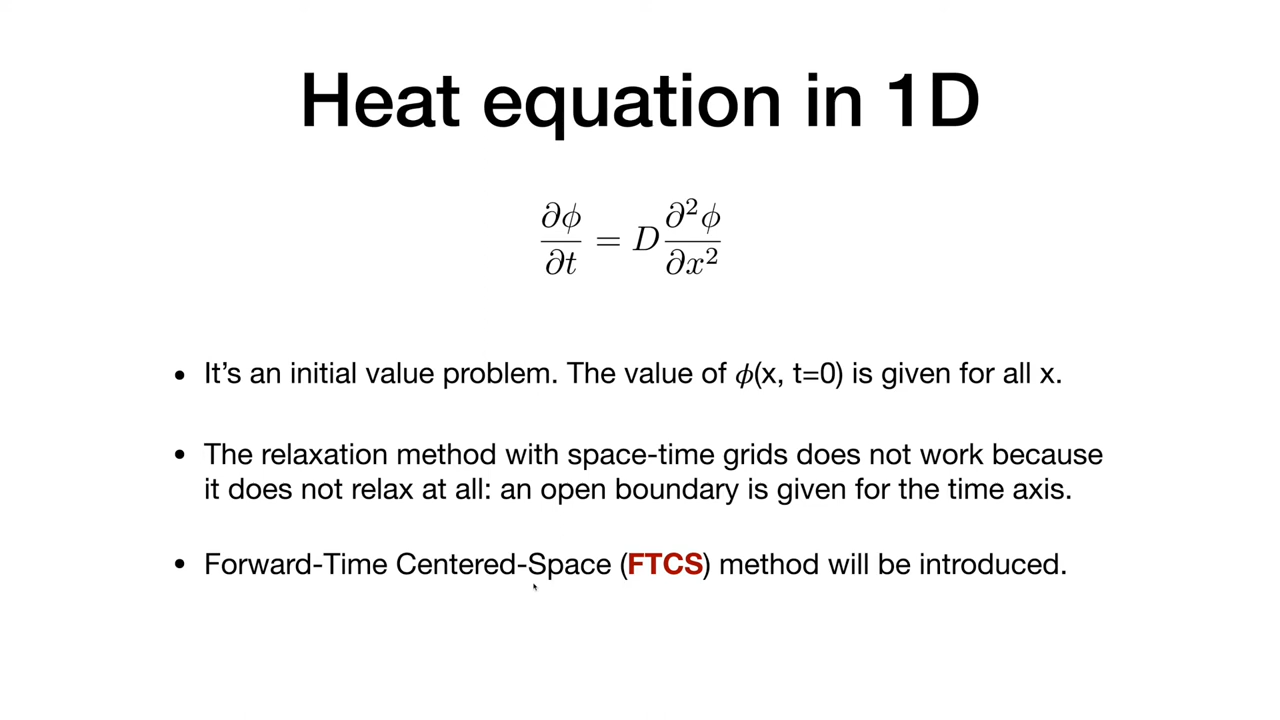 Heat equation in 1D
∂ϕ/∂t = D ∂²ϕ/∂x²
• It’s an initial value problem. The value of ϕ(x, t=0) is given for all x.
• The relaxation method with space-time grids does not work because
it does not relax at all: an open boundary is given for the time axis.
• Forward-Time Centered-Space (FTCS) method will be introduced.